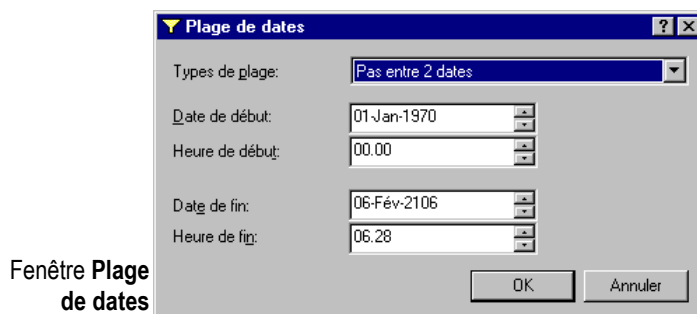 Plage de dates
Types de plage: Pas entre 2 dates
Date de début: 01-Jan-1970
Heure de début: 00.00
Date de fin: 06-Fév-2106
Heure de fin: 06.28
OK Annuler
Fenêtre Plage
de dates